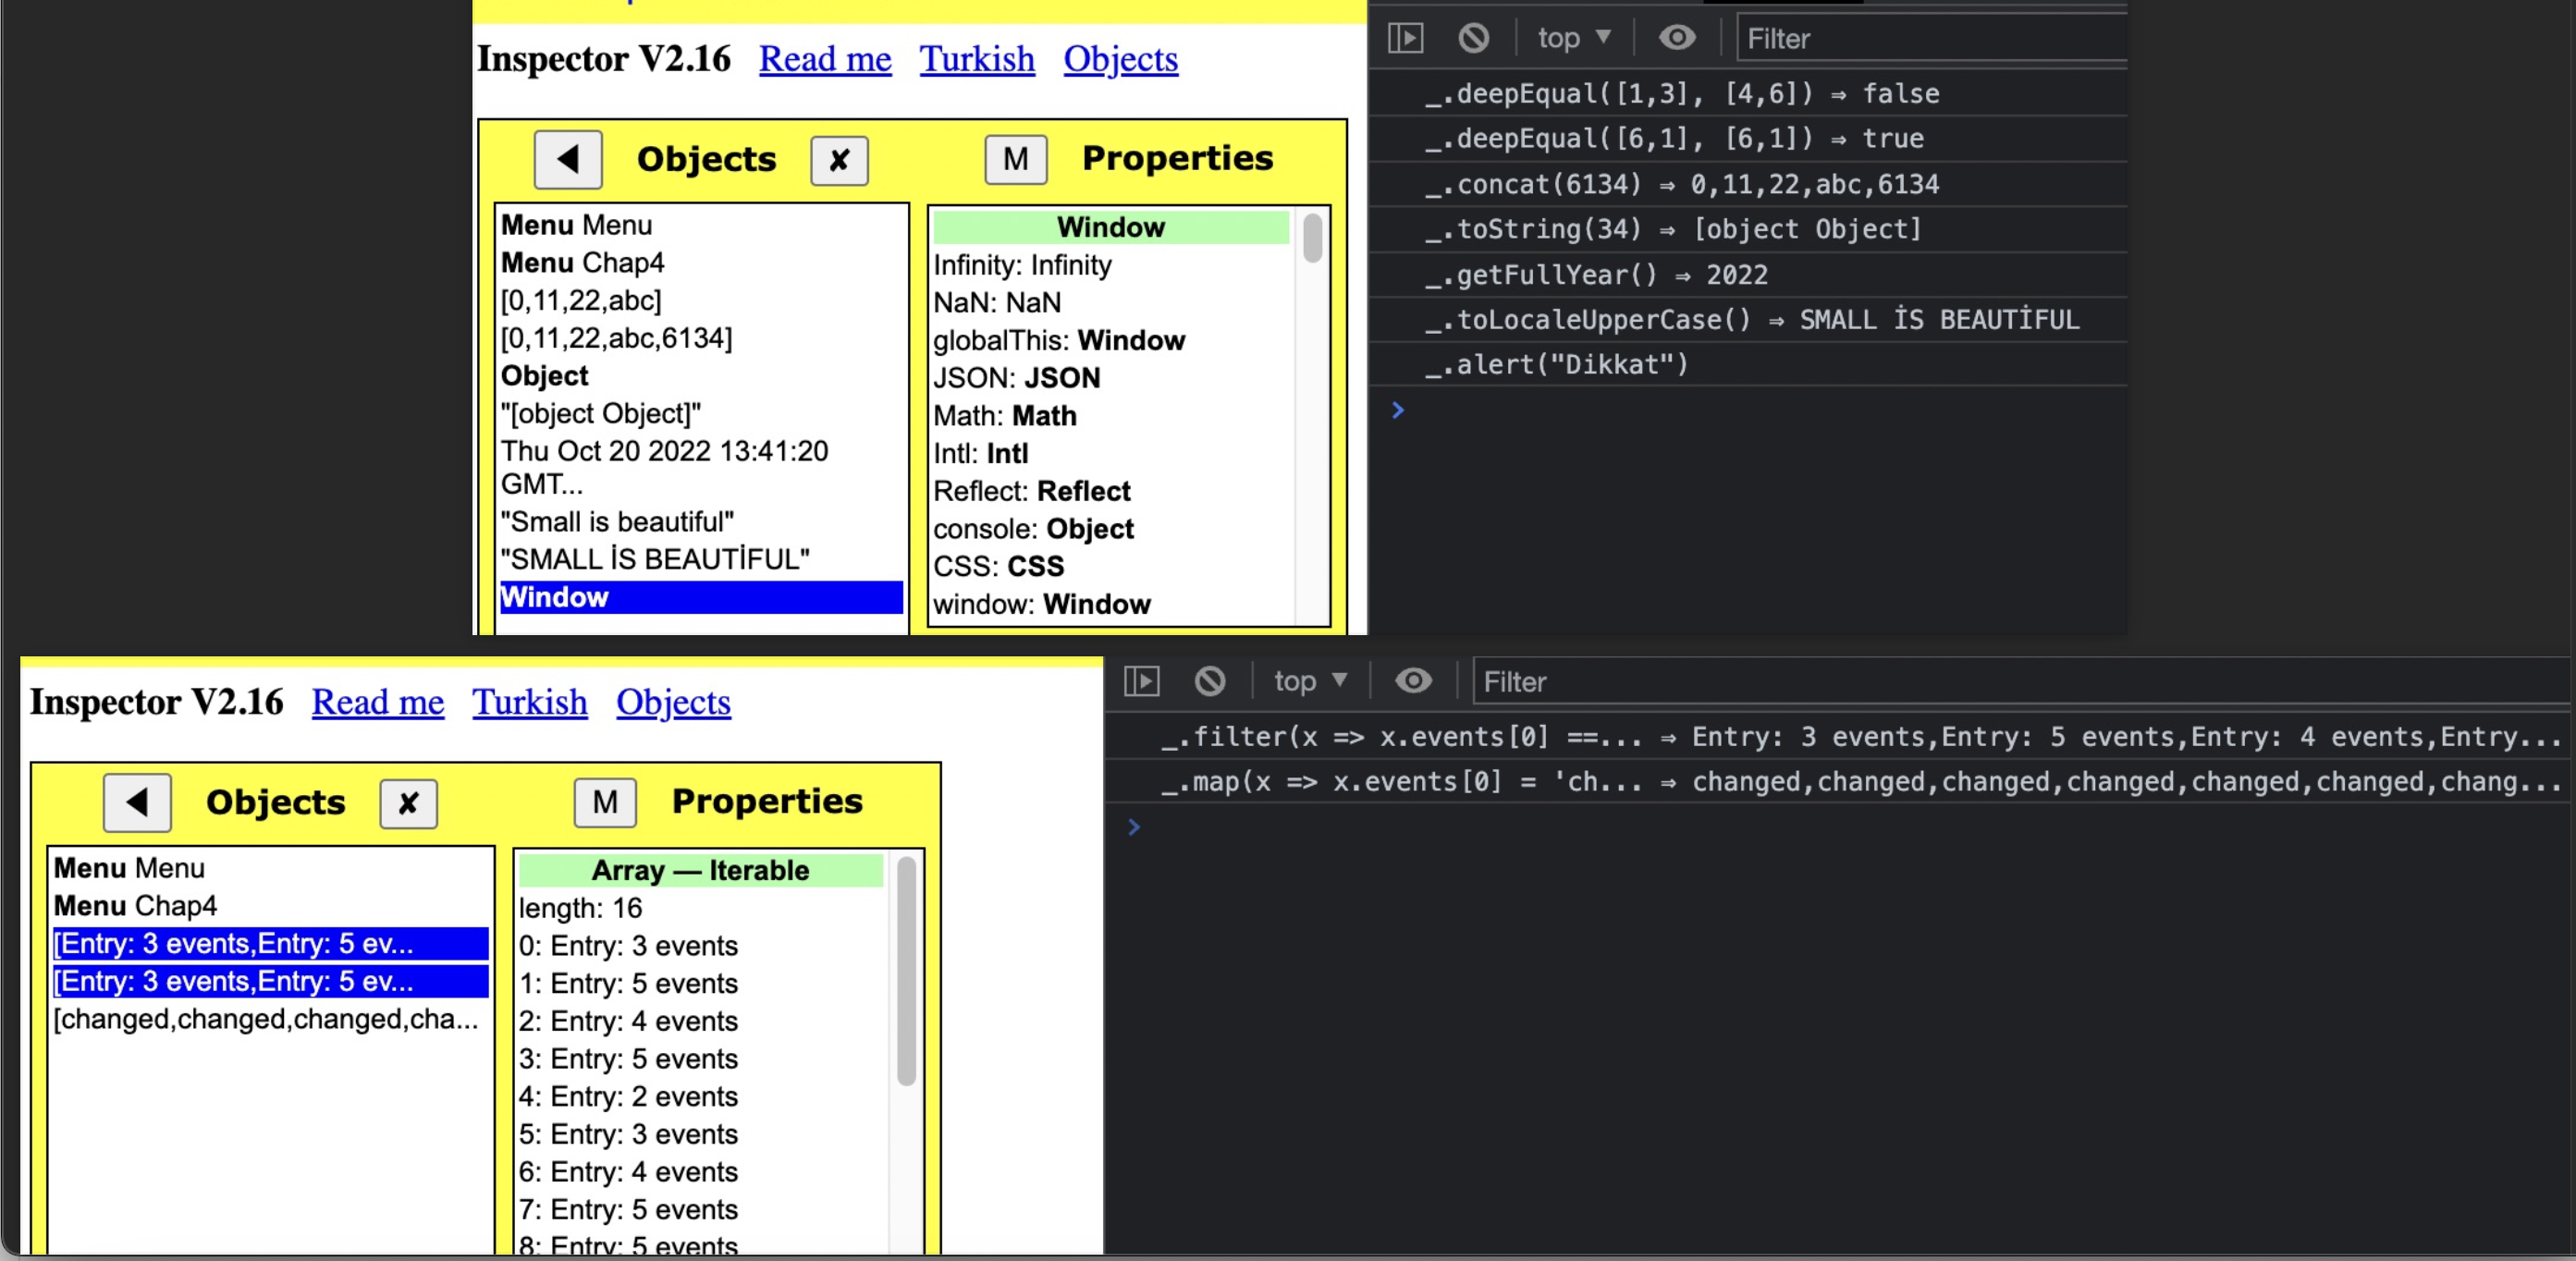 Inspector V2.16 Read me Turkish Objects
◀ Objects ✘ M Properties
Menu Menu
Menu Chap4
[0,11,22,abc]
[0,11,22,abc,6134]
Object
"[object Object]"
Thu Oct 20 2022 13:41:20
GMT...
"Small is beautiful"
"SMALL İS BEAUTİFUL"
Window
Window
Infinity: Infinity
NaN: NaN
globalThis: Window
JSON: JSON
Math: Math
Intl: Intl
Reflect: Reflect
console: Object
CSS: CSS
window: Window
top ▼ Filter
_.deepEqual([1,3], [4,6]) ⇒ false
_.deepEqual([6,1], [6,1]) ⇒ true
_.concat(6134) ⇒ 0,11,22,abc,6134
_.toString(34) ⇒ [object Object]
_.getFullYear() ⇒ 2022
_.toLocaleUpperCase() ⇒ SMALL İS BEAUTİFUL
_.alert("Dikkat")
>
Inspector V2.16 Read me Turkish Objects
◀ Objects ✘ M Properties
Menu Menu
Menu Chap4
[Entry: 3 events,Entry: 5 ev...
[Entry: 3 events,Entry: 5 ev...
[changed,changed,changed,cha...
Array — Iterable
length: 16
0: Entry: 3 events
1: Entry: 5 events
2: Entry: 4 events
3: Entry: 5 events
4: Entry: 2 events
5: Entry: 3 events
6: Entry: 4 events
7: Entry: 5 events
8: Entry: 5 events
top ▼ Filter
_.filter(x => x.events[0] ==... ⇒ Entry: 3 events,Entry: 5 events,Entry: 4 events,Entry...
_.map(x => x.events[0] = 'ch... ⇒ changed,changed,changed,changed,changed,changed,chang...
>